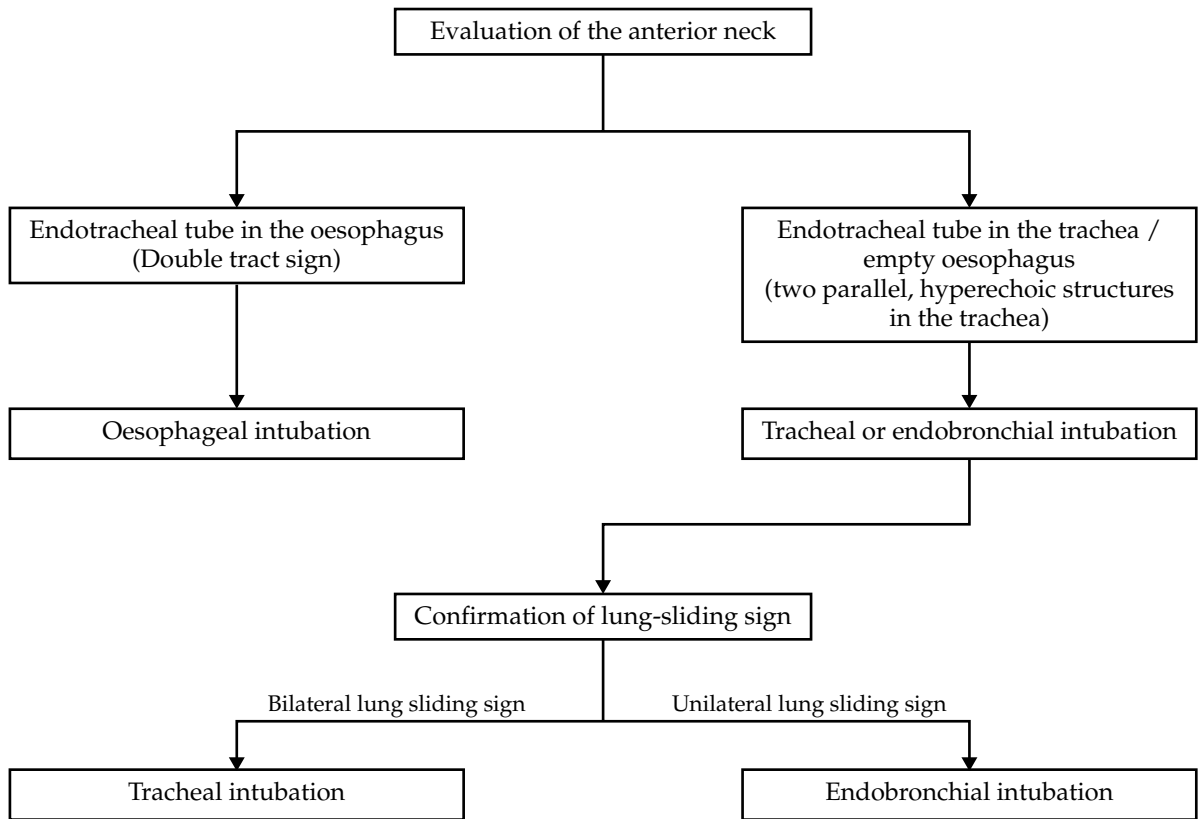 Evaluation of the anterior neck
Endotracheal tube in the oesophagus
(Double tract sign)
Endotracheal tube in the trachea /
empty oesophagus
(two parallel, hyperechoic structures
in the trachea)
Oesophageal intubation
Tracheal or endobronchial intubation
Confirmation of lung-sliding sign
Bilateral lung sliding sign
Unilateral lung sliding sign
Tracheal intubation
Endobronchial intubation